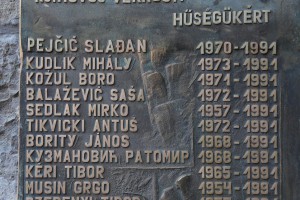 HŰSÉGÜKÉRT
PEJČIĆ SLAĐAN 1970-1991
KUDLIK MIHÁLY 1973-1991
KOŽUL BORO 1974-1991
BALAŽEVIĆ SAŠA 1972-1991
SEDLAK MIRKO 1957-1991
TIKVICKI ANTUŠ 1972-1991
BORITY JÁNOS 1968-1991
КУЗМАНОВИЋ РАТОМИР 1968-1991
KÉRI TIBOR 1965-1991
MUSIN GRGO 1954-1991